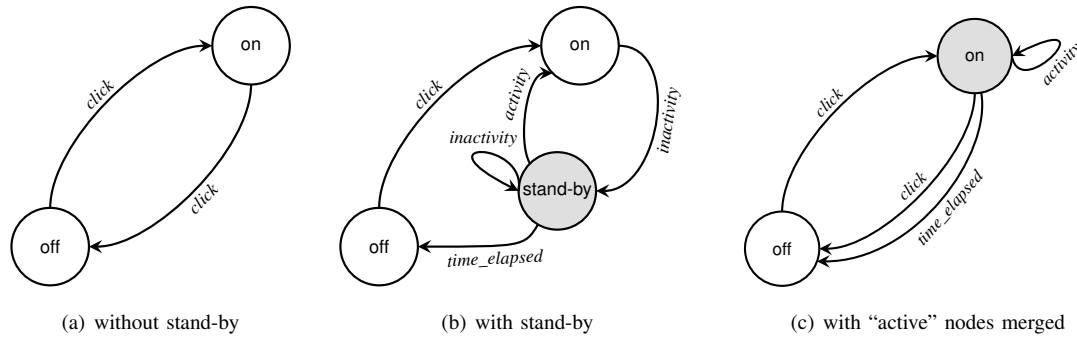 on
click
click
off
(a) without stand-by
on
click
activity
inactivity
inactivity
stand-by
off
time_elapsed
(b) with stand-by
on
activity
click
click
time_elapsed
off
(c) with “active” nodes merged